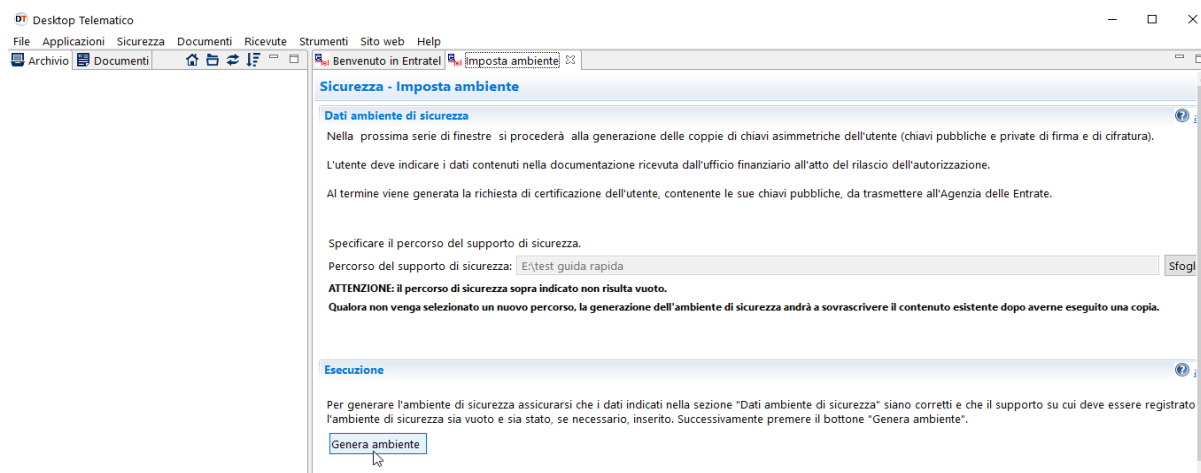 DT Desktop Telematico
File Applicazioni Sicurezza Documenti Ricevute Strumenti Sito web Help
Archivio Documenti
Benvenuto in Entratel Imposta ambiente
Sicurezza - Imposta ambiente
Dati ambiente di sicurezza
Nella prossima serie di finestre si procederà alla generazione delle coppie di chiavi asimmetriche dell'utente (chiavi pubbliche e private di firma e di cifratura).
L'utente deve indicare i dati contenuti nella documentazione ricevuta dall'ufficio finanziario all'atto del rilascio dell'autorizzazione.
Al termine viene generata la richiesta di certificazione dell'utente, contenente le sue chiavi pubbliche, da trasmettere all'Agenzia delle Entrate.
Specificare il percorso del supporto di sicurezza.
Percorso del supporto di sicurezza: E:\test guida rapida Sfogl
ATTENZIONE: il percorso di sicurezza sopra indicato non risulta vuoto.
Qualora non venga selezionato un nuovo percorso, la generazione dell'ambiente di sicurezza andrà a sovrascrivere il contenuto esistente dopo averne eseguito una copia.
Esecuzione
Per generare l'ambiente di sicurezza assicurarsi che i dati indicati nella sezione "Dati ambiente di sicurezza" siano corretti e che il supporto su cui deve essere registrato
l'ambiente di sicurezza sia vuoto e sia stato, se necessario, inserito. Successivamente premere il bottone "Genera ambiente".
Genera ambiente